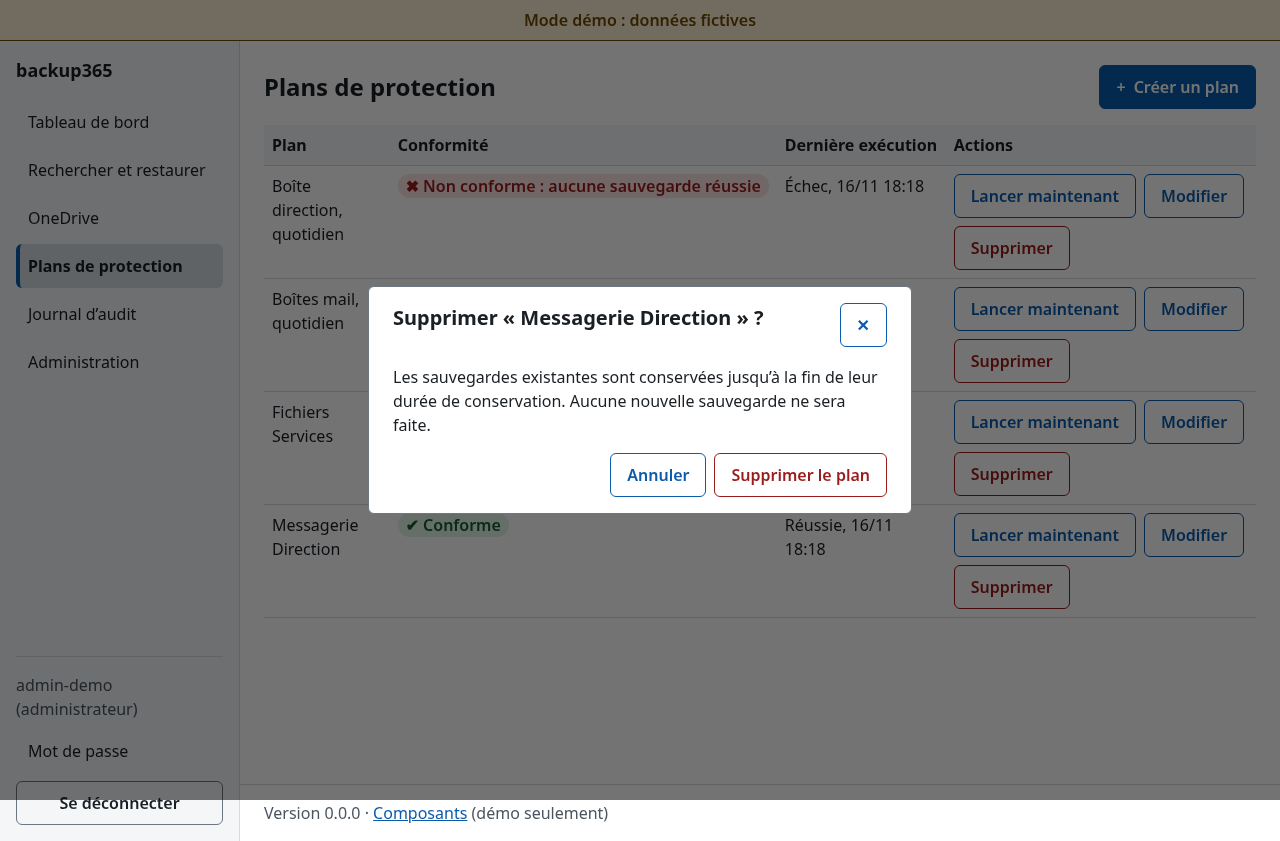 Mode démo : données fictives
backup365
Tableau de bord
Rechercher et restaurer
OneDrive
Plans de protection
Journal d’audit
Administration
admin-demo
(administrateur)
Mot de passe
Se déconnecter
Plans de protection
+ Créer un plan
Plan Conformité Dernière exécution Actions
Boîte
direction,
quotidien
✖ Non conforme : aucune sauvegarde réussie
Échec, 16/11 18:18
Lancer maintenant Modifier
Supprimer
Boîtes mail,
quotidien
Lancer maintenant Modifier
Supprimer
Fichiers
Services
Lancer maintenant Modifier
Supprimer
Messagerie
Direction
✔ Conforme
Réussie, 16/11
18:18
Lancer maintenant Modifier
Supprimer
Supprimer « Messagerie Direction » ?
×
Les sauvegardes existantes sont conservées jusqu’à la fin de leur
durée de conservation. Aucune nouvelle sauvegarde ne sera
faite.
Annuler Supprimer le plan
Version 0.0.0 · Composants (démo seulement)